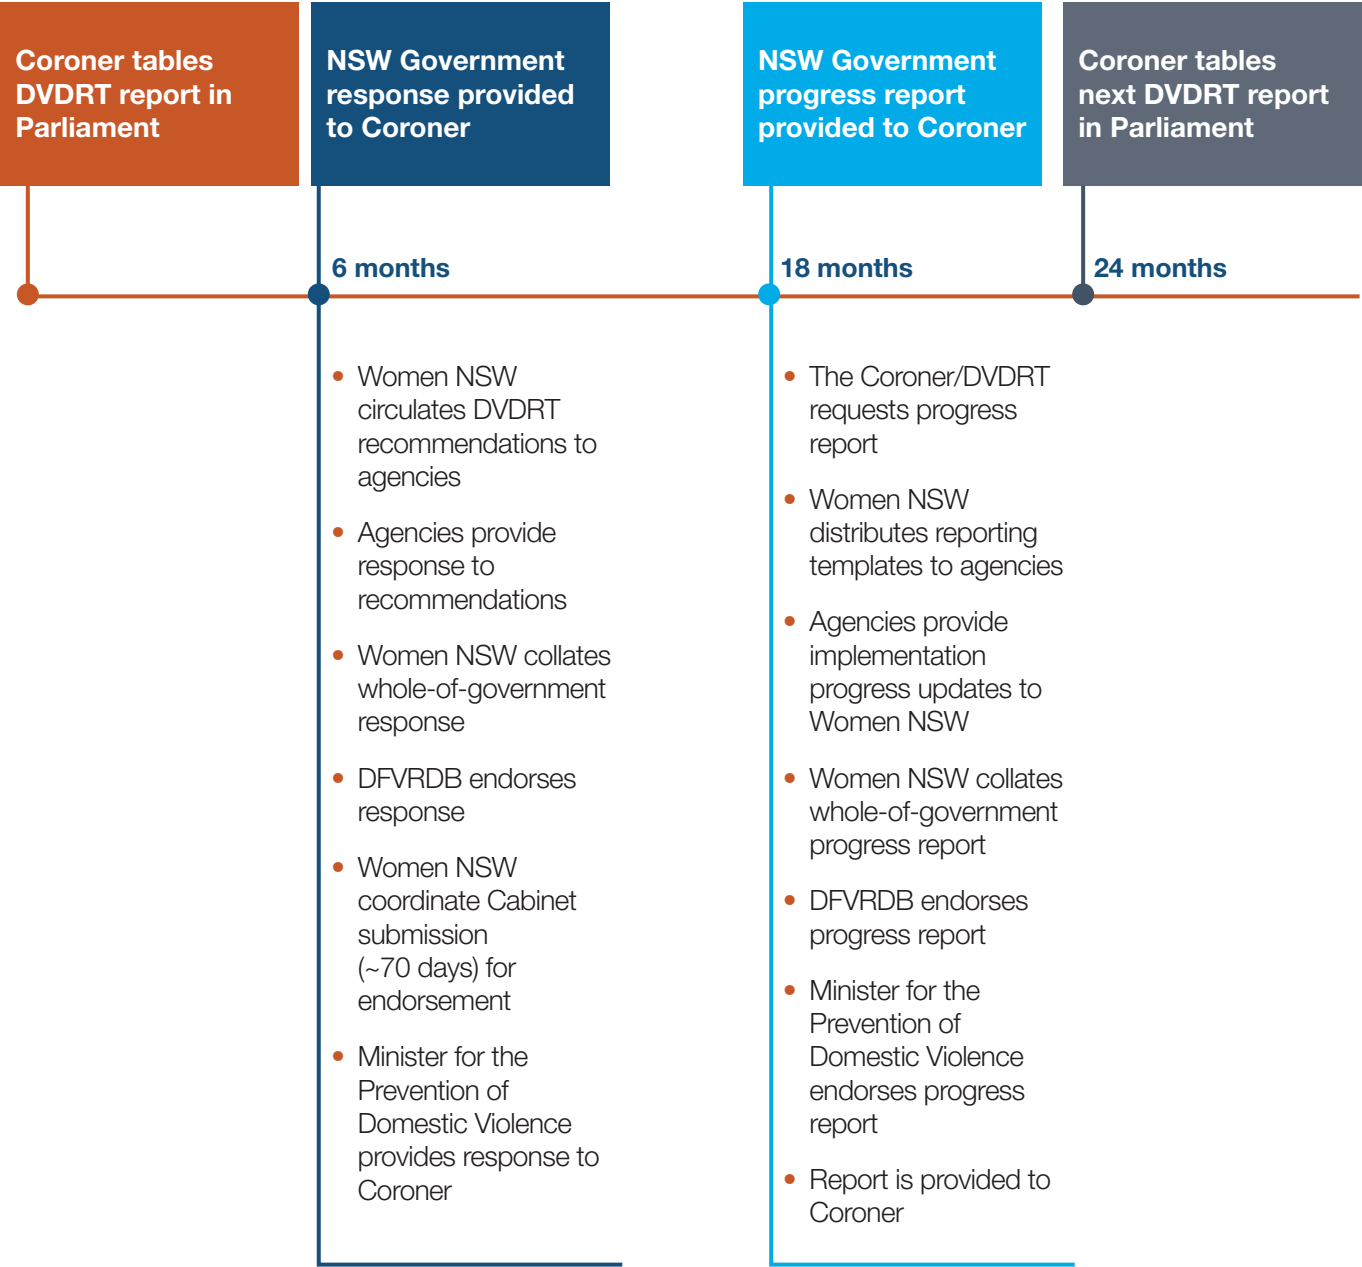 Coroner tables
DVDRT report in
Parliament
NSW Government
response provided
to Coroner
NSW Government
progress report
provided to Coroner
Coroner tables
next DVDRT report
in Parliament
6 months
18 months
24 months
• Women NSW
circulates DVDRT
recommendations to
agencies
• Agencies provide
response to
recommendations
• Women NSW collates
whole-of-government
response
• DFVRDB endorses
response
• Women NSW
coordinate Cabinet
submission
(~70 days) for
endorsement
• Minister for the
Prevention of
Domestic Violence
provides response to
Coroner
• The Coroner/DVDRT
requests progress
report
• Women NSW
distributes reporting
templates to agencies
• Agencies provide
implementation
progress updates to
Women NSW
• Women NSW collates
whole-of-government
progress report
• DFVRDB endorses
progress report
• Minister for the
Prevention of
Domestic Violence
endorses progress
report
• Report is provided to
Coroner